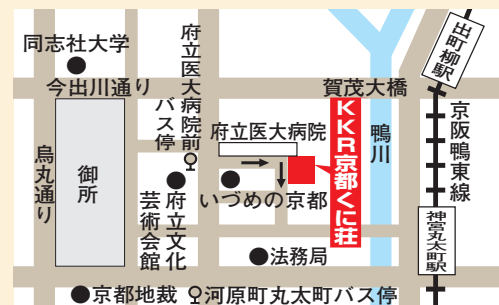 同志社大学
今出川通り
府立医大病院前
バス停
賀茂大橋
出町柳駅
京阪鴨東線
烏丸通り
御所
府立医大病院
KKR京都くに荘
鴨川
府立文化
芸術会館
いづめの京都
神宮丸太町駅
法務局
京都地裁
河原町丸太町バス停